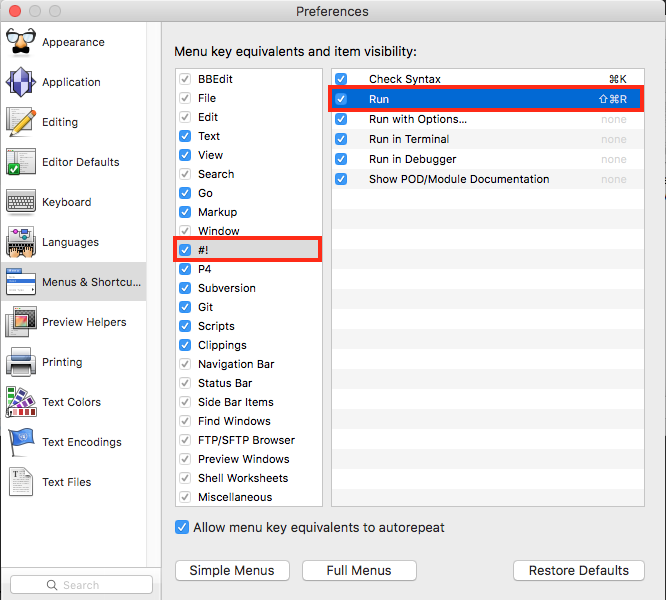 Preferences
Appearance
Application
Editing
Editor Defaults
Keyboard
Languages
Menus & Shortcu...
Preview Helpers
Printing
Text Colors
Text Encodings
Text Files
Search
Menu key equivalents and item visibility:
BBEdit
File
Edit
Text
View
Search
Go
Markup
Window
#!
P4
Subversion
Git
Scripts
Clippings
Navigation Bar
Status Bar
Side Bar Items
Find Windows
FTP/SFTP Browser
Preview Windows
Shell Worksheets
Miscellaneous
Check Syntax ⌘K
Run ⇧⌘R
Run with Options... none
Run in Terminal none
Run in Debugger none
Show POD/Module Documentation none
Allow menu key equivalents to autorepeat
Simple Menus Full Menus Restore Defaults